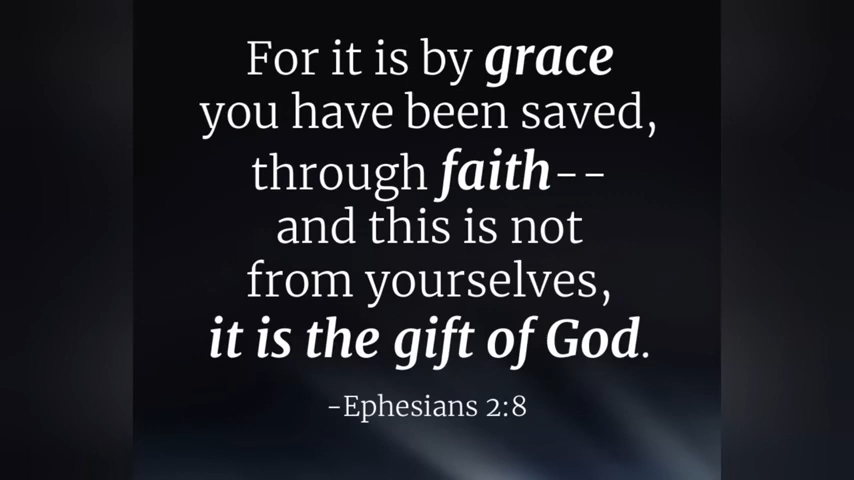 For it is by grace
you have been saved,
through faith--
and this is not
from yourselves,
it is the gift of God.
-Ephesians 2:8